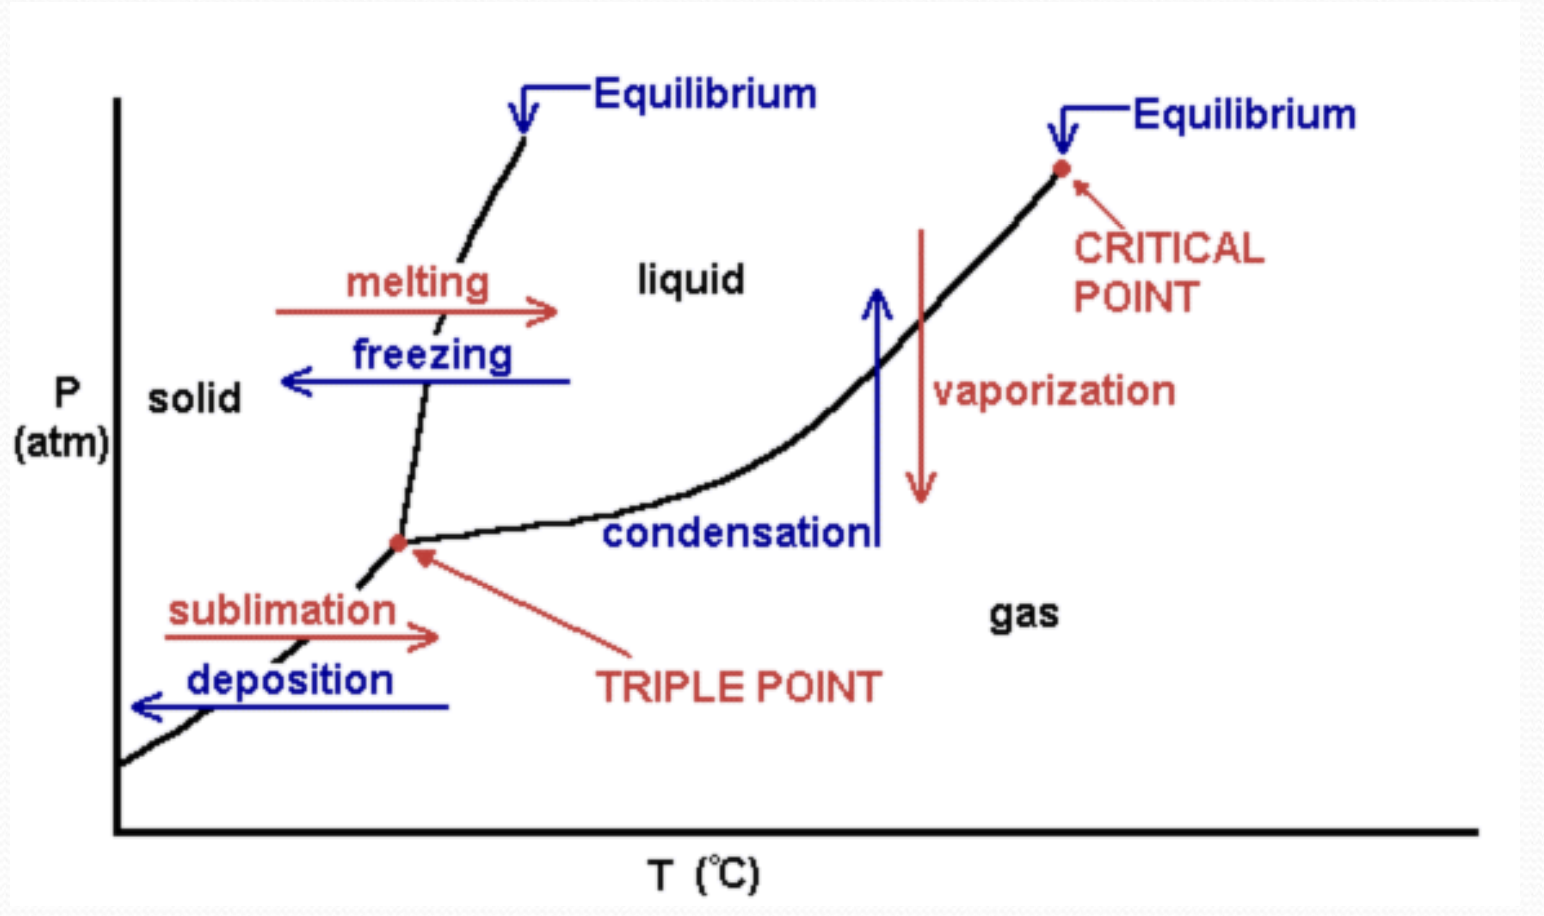 Equilibrium
Equilibrium
CRITICAL
POINT
melting
liquid
freezing
P
(atm)
solid
vaporization
condensation
sublimation
gas
deposition
TRIPLE POINT
T (°C)